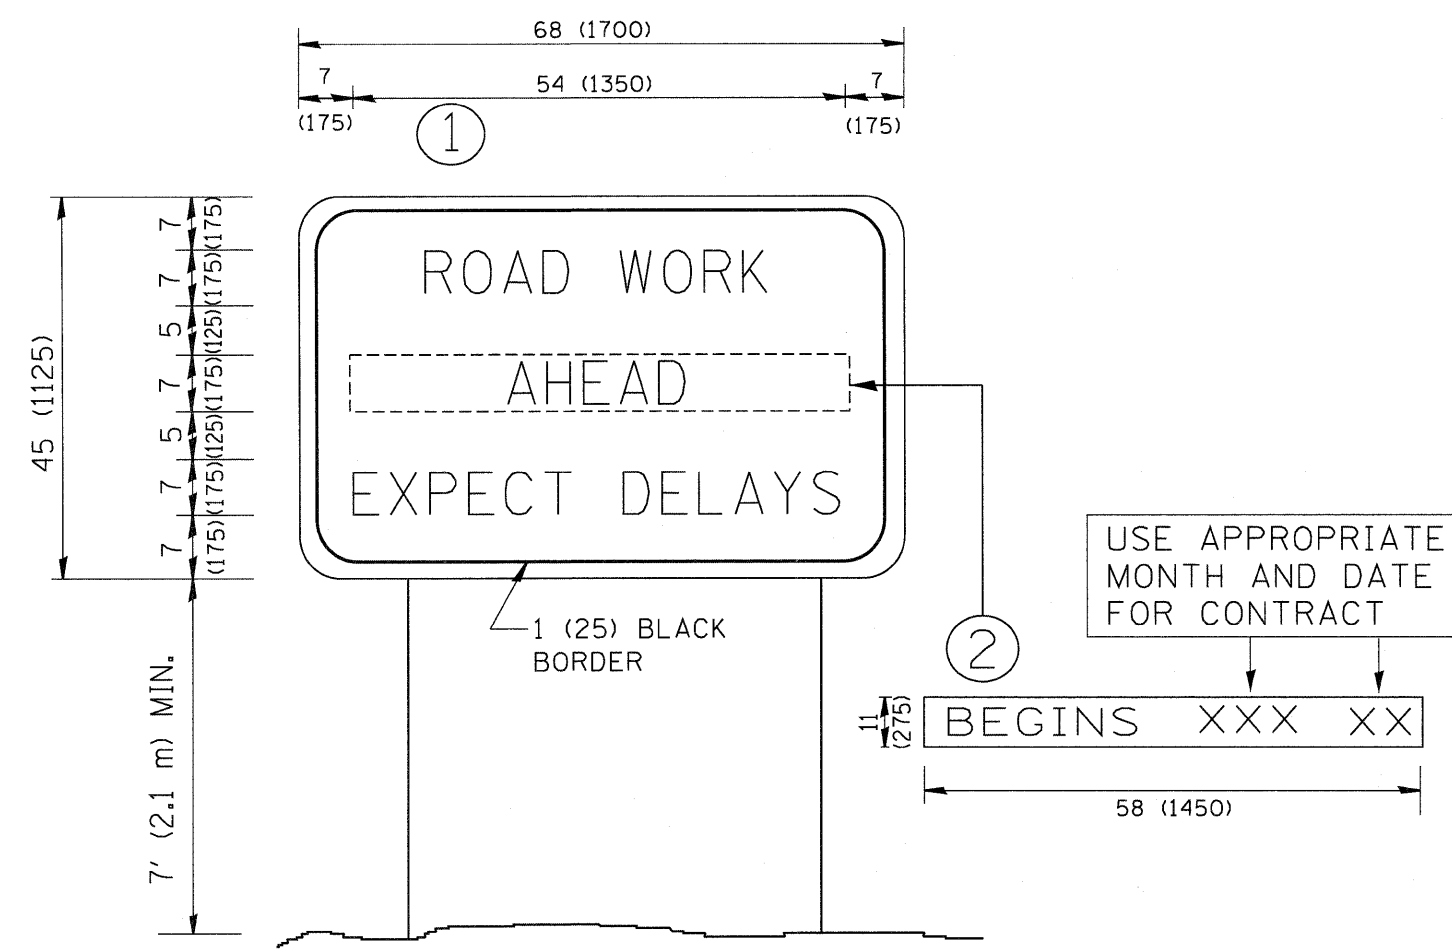 68 (1700)
7
54 (1350)
7
(175)
(175)
1
45 (1125)
7
(175)
7
(175)
5
(125)
7
(175)
5
(125)
7
(175)
7
(175)
ROAD WORK
AHEAD
EXPECT DELAYS
1 (25) BLACK
BORDER
7' (2.1 m) MIN.
USE APPROPRIATE
MONTH AND DATE
FOR CONTRACT
2
11
(275)
BEGINS XXX XX
58 (1450)